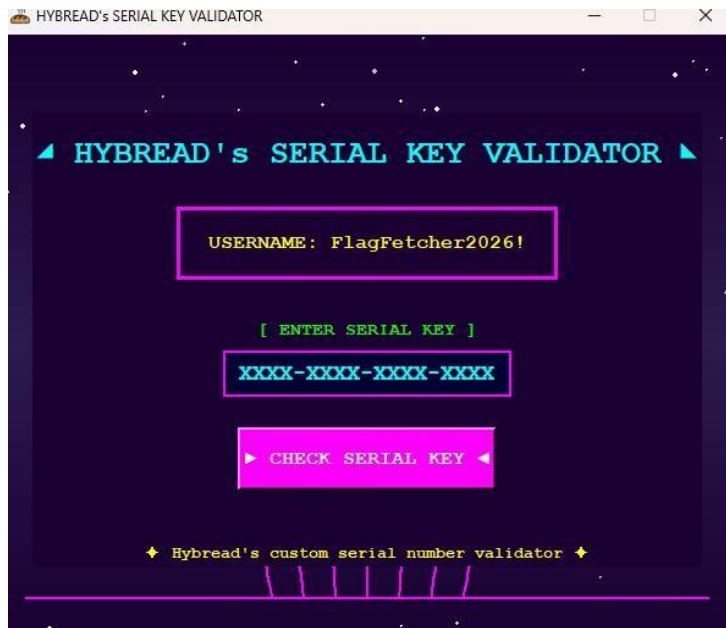 HYBREAD's SERIAL KEY VALIDATOR
HYBREAD's SERIAL KEY VALIDATOR
USERNAME: FlagFetcher2026!
[ ENTER SERIAL KEY ]
XXXX-XXXX-XXXX-XXXX
► CHECK SERIAL KEY ◄
✦ Hybread's custom serial number validator ✦